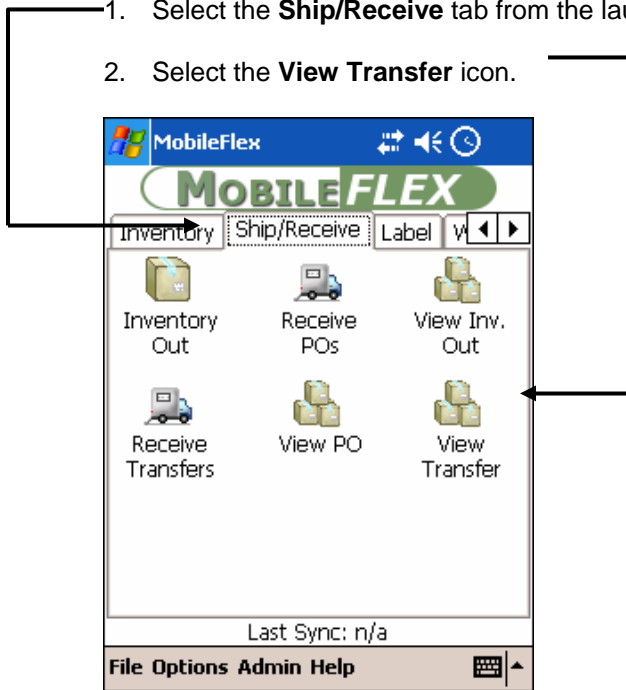 1. Select the Ship/Receive tab from the
2. Select the View Transfer icon.
MobileFlex
MOBILEFLEX
Inventory Ship/Receive Label
Inventory Out
Receive POs
View Inv. Out
Receive Transfers
View PO
View Transfer
Last Sync: n/a
File Options Admin Help